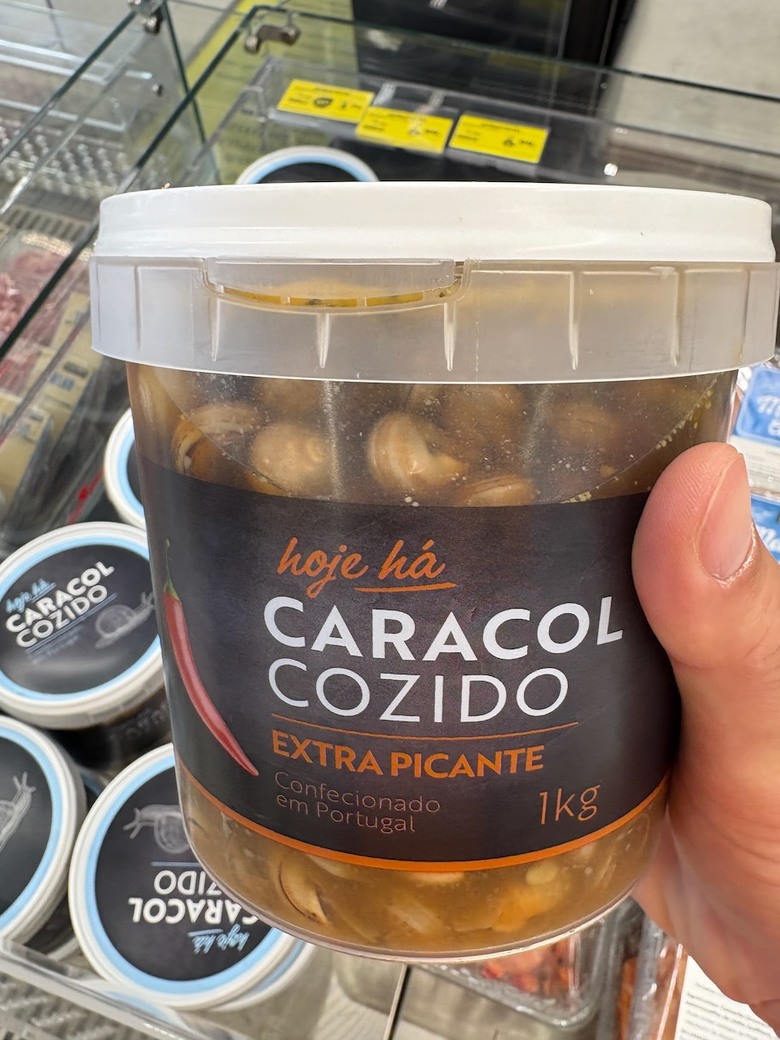 hoje há
CARACOL
COZIDO
EXTRA PICANTE
Confecionado
em Portugal
1kg
hoje há
CARACOL
COZIDO
hoje há
CARACOL
COZIDO